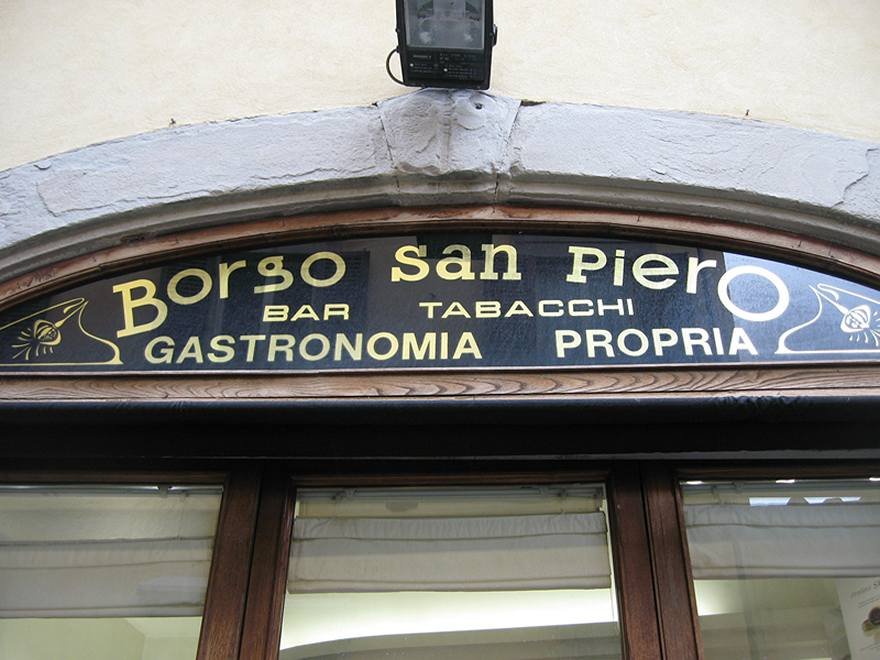 Borgo San Piero
BAR TABACCHI
GASTRONOMIA PROPRIA